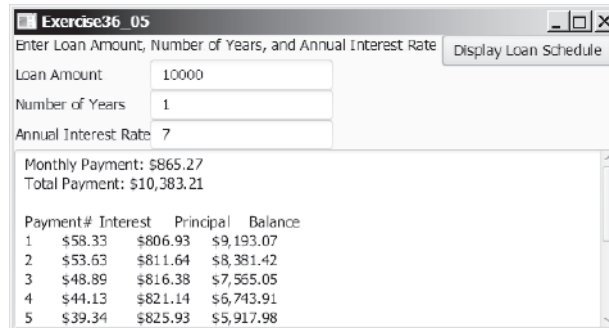 Exercise36_05
Enter Loan Amount, Number of Years, and Annual Interest Rate Display Loan Schedule
Loan Amount 10000
Number of Years 1
Annual Interest Rate 7
Monthly Payment: $865.27
Total Payment: $10,383.21
Payment# Interest Principal Balance
1 $58.33 $806.93 $9,193.07
2 $53.63 $811.64 $8,381.42
3 $48.89 $816.38 $7,565.05
4 $44.13 $821.14 $6,743.91
5 $39.34 $825.93 $5,917.98